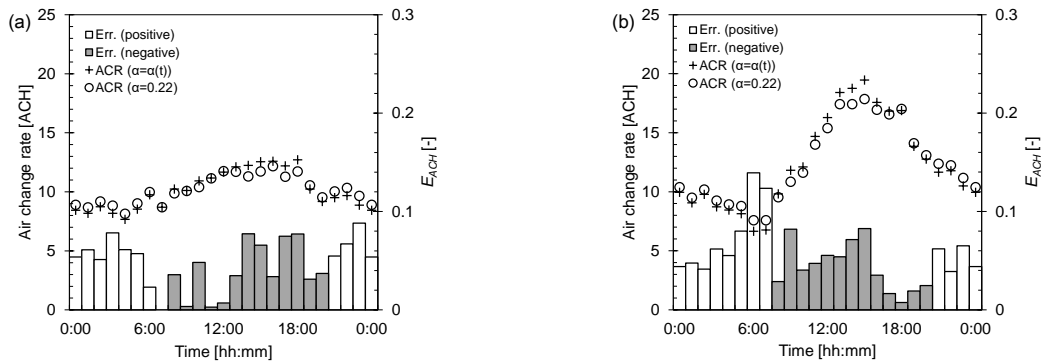 (a)
25
20
15
10
5
0
Air change rate [ACH]
Err. (positive)
Err. (negative)
ACR (α=α(t))
ACR (α=0.22)
0.3
0.2
0.1
0
E_ACH [-]
0:00 6:00 12:00 18:00 0:00
Time [hh:mm]
(b)
25
20
15
10
5
0
Air change rate [ACH]
Err. (positive)
Err. (negative)
ACR (α=α(t))
ACR (α=0.22)
0.3
0.2
0.1
0
E_ACH [-]
0:00 6:00 12:00 18:00 0:00
Time [hh:mm]